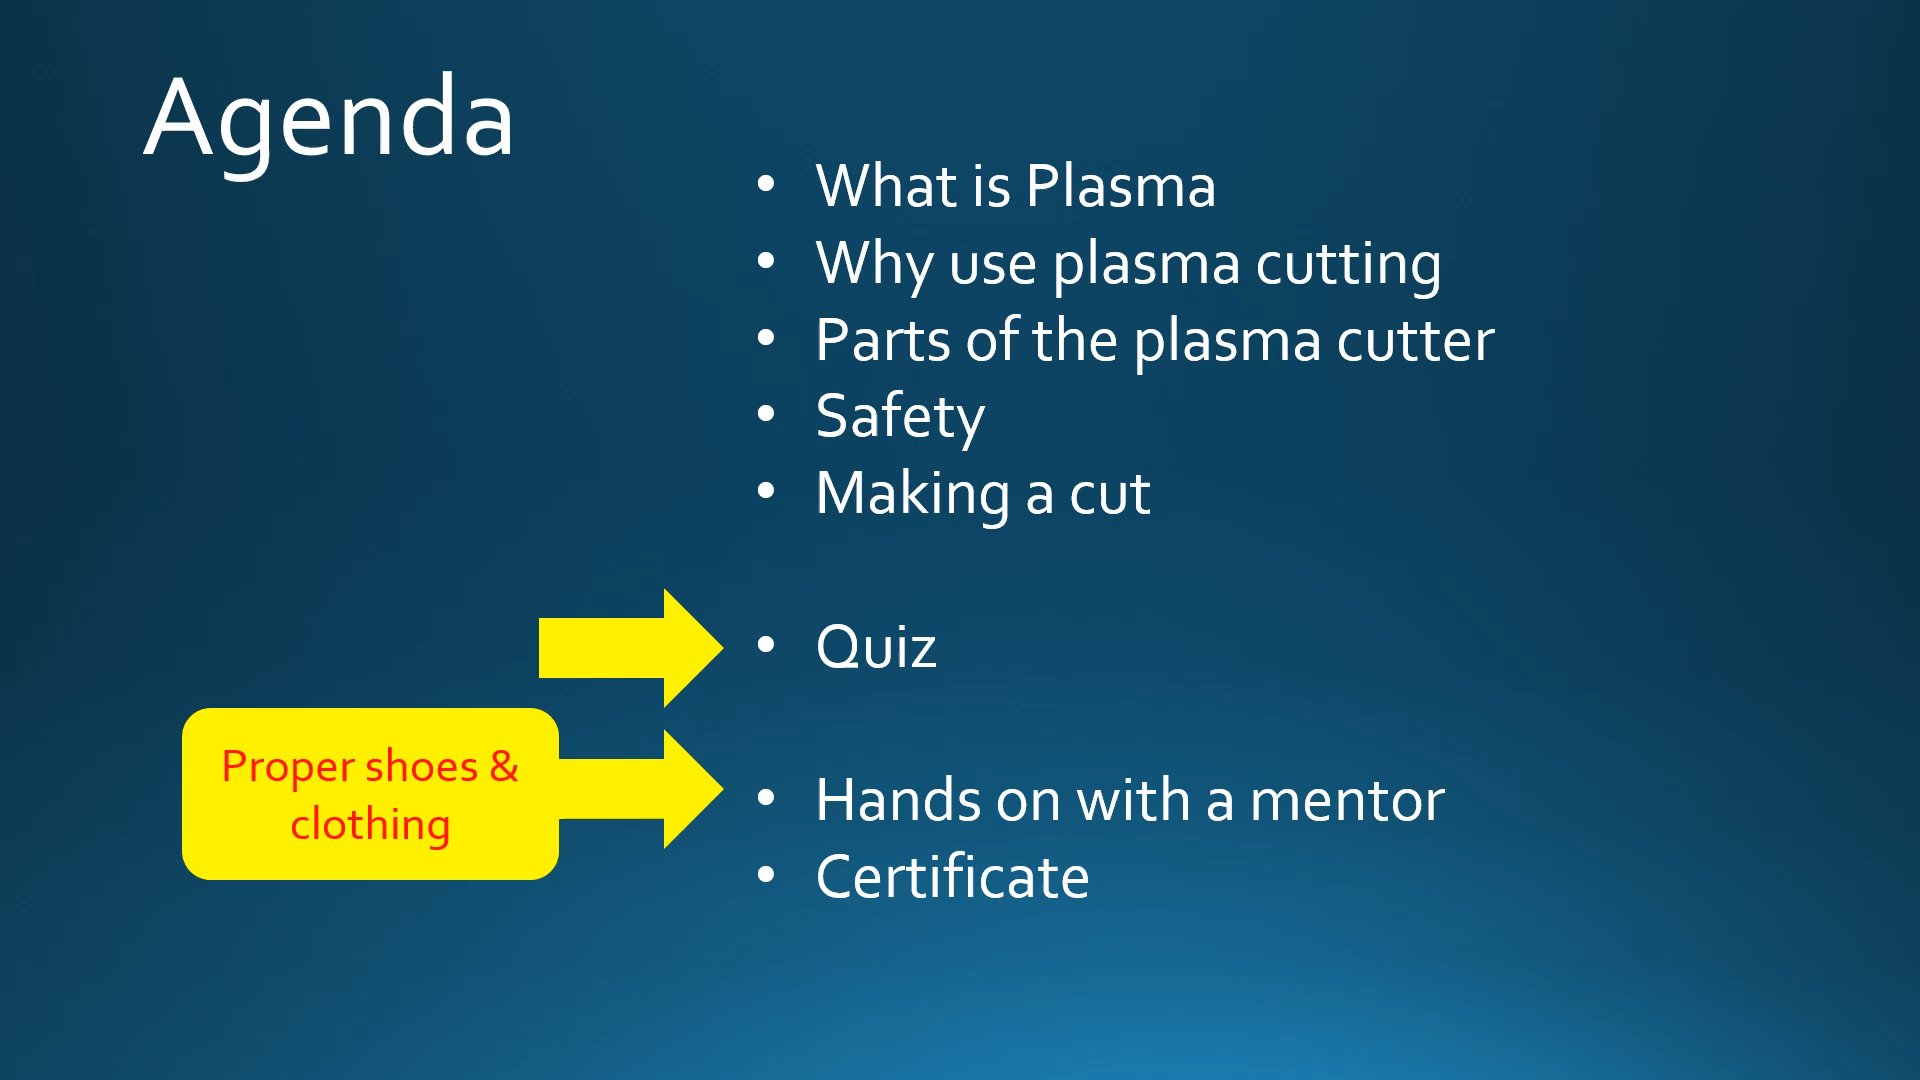 Agenda
• What is Plasma
• Why use plasma cutting
• Parts of the plasma cutter
• Safety
• Making a cut
• Quiz
Proper shoes &
clothing
• Hands on with a mentor
• Certificate